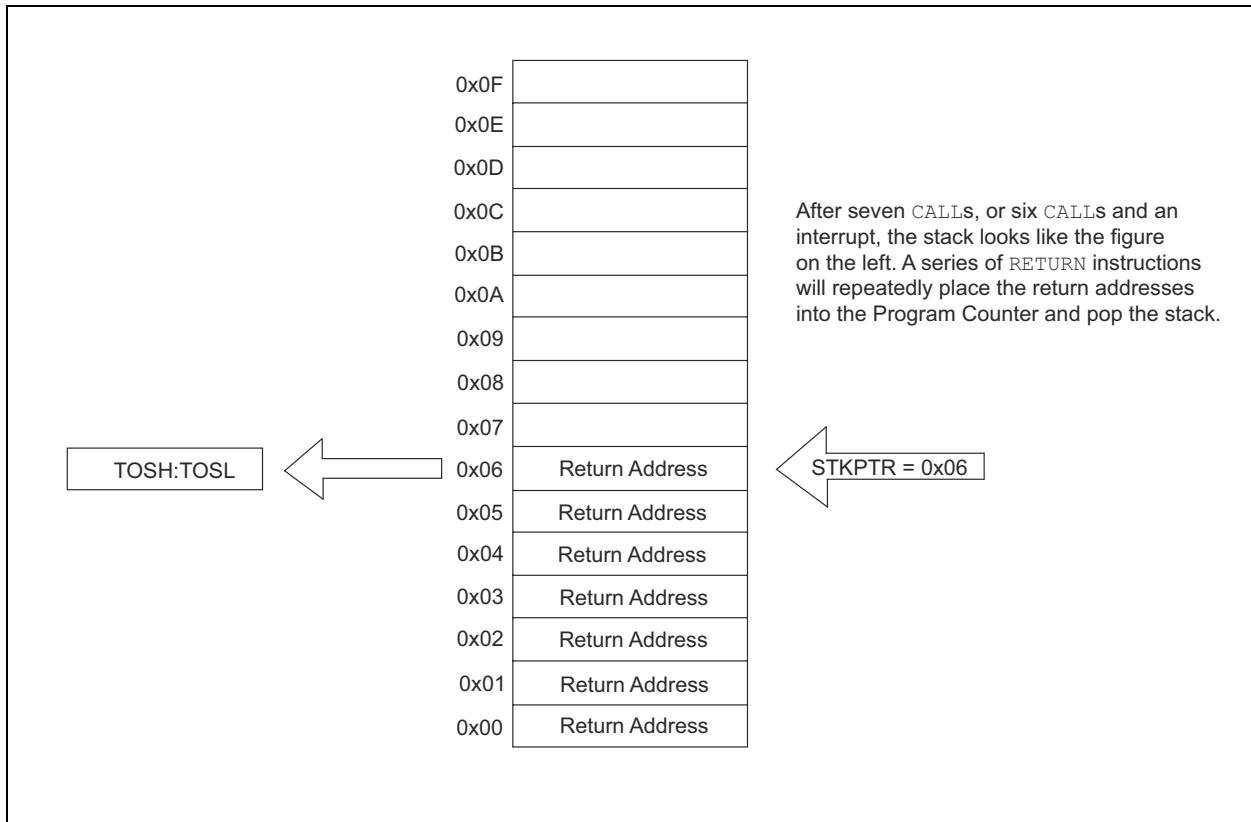 0x0F
0x0E
0x0D
0x0C
0x0B
0x0A
0x09
0x08
0x07
After seven CALLs, or six CALLs and an
interrupt, the stack looks like the figure
on the left. A series of RETURN instructions
will repeatedly place the return addresses
into the Program Counter and pop the stack.
TOSH:TOSL
0x06 Return Address
STKPTR = 0x06
0x05 Return Address
0x04 Return Address
0x03 Return Address
0x02 Return Address
0x01 Return Address
0x00 Return Address